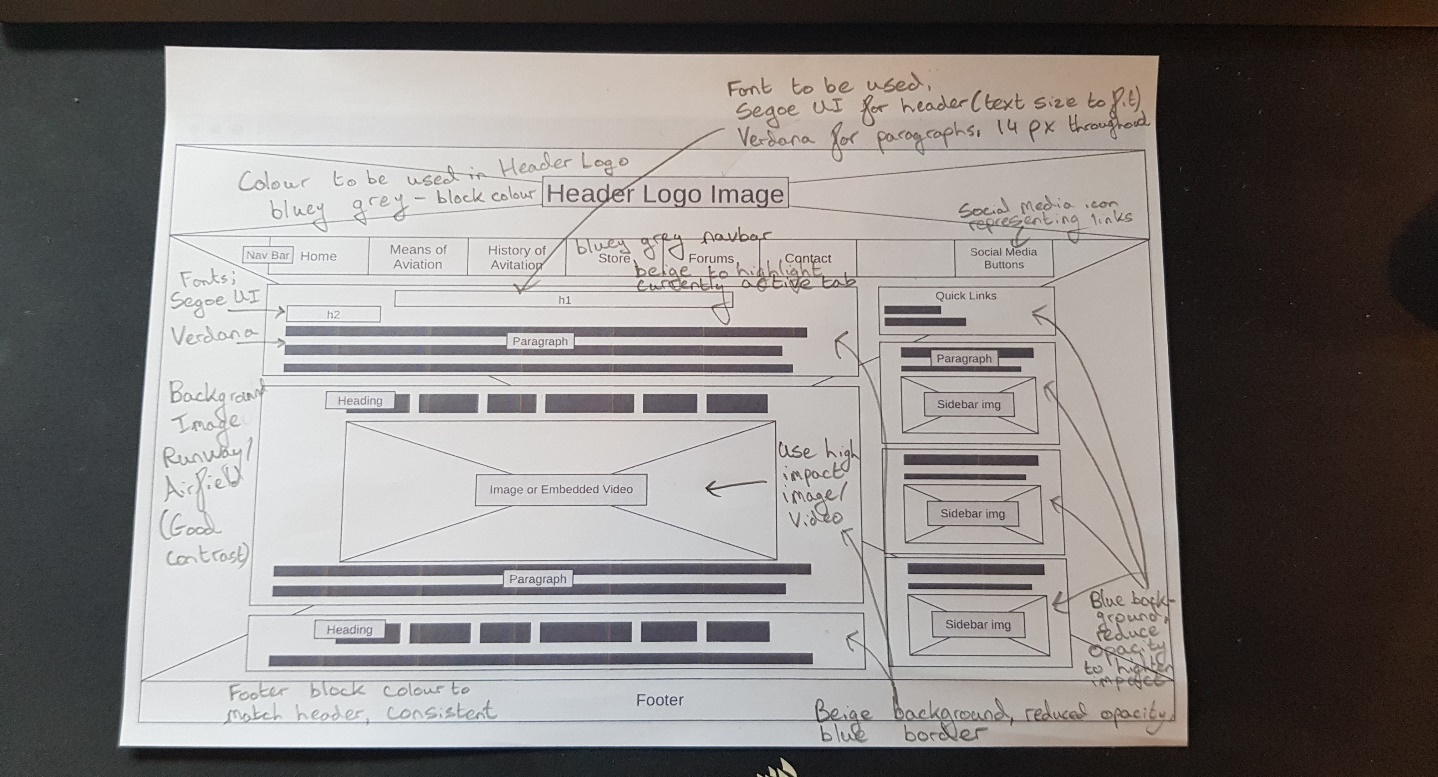 Font to be used,
Segoe UI for header (text size to fit)
Verdana for paragraphs, 14 px throughout
Colour to be used in Header Logo
bluey grey - block colour
Header Logo Image
Social Media icon
representing links
Nav Bar
Home
Means of
Aviation
History of
Avitation
Store
Forums
Contact
Social Media
Buttons
bluey grey navbar
beige to highlight
currently active tab
Fonts;
Segoe UI
Verdana
h1
h2
Paragraph
Quick Links
Paragraph
Sidebar img
Background
Image
Runway/
Airfield
(Good
contrast)
Heading
Image or Embedded Video
use high
impact
image/
Video
Sidebar img
Paragraph
Sidebar img
Heading
Blue back-
ground,
reduce
opacity
to
impact
Footer block colour to
match header, consistent
Footer
Beige background, reduced opacity,
blue border